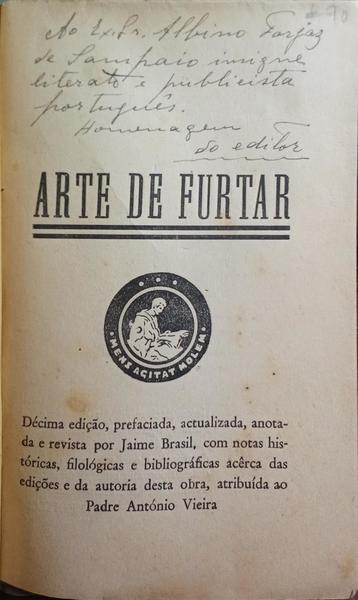 Ao Ex. Sr. Albino Forjaz
de Sampaio insigne
literato e publicista
português.
Homenagem
do editor
90
ARTE DE FURTAR
MENS AGITAT MOLEM
Décima edição, prefaciada, actualizada, anota-
da e revista por Jaime Brasil, com notas his-
tóricas, filológicas e bibliográficas acêrca das
edições e da autoria desta obra, atribuída ao
Padre António Vieira